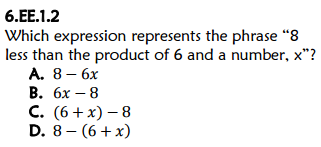 6.EE.1.2
Which expression represents the phrase “8
less than the product of 6 and a number, x”?
A. 8 – 6x
B. 6x – 8
C. (6 + x) – 8
D. 8 – (6 + x)